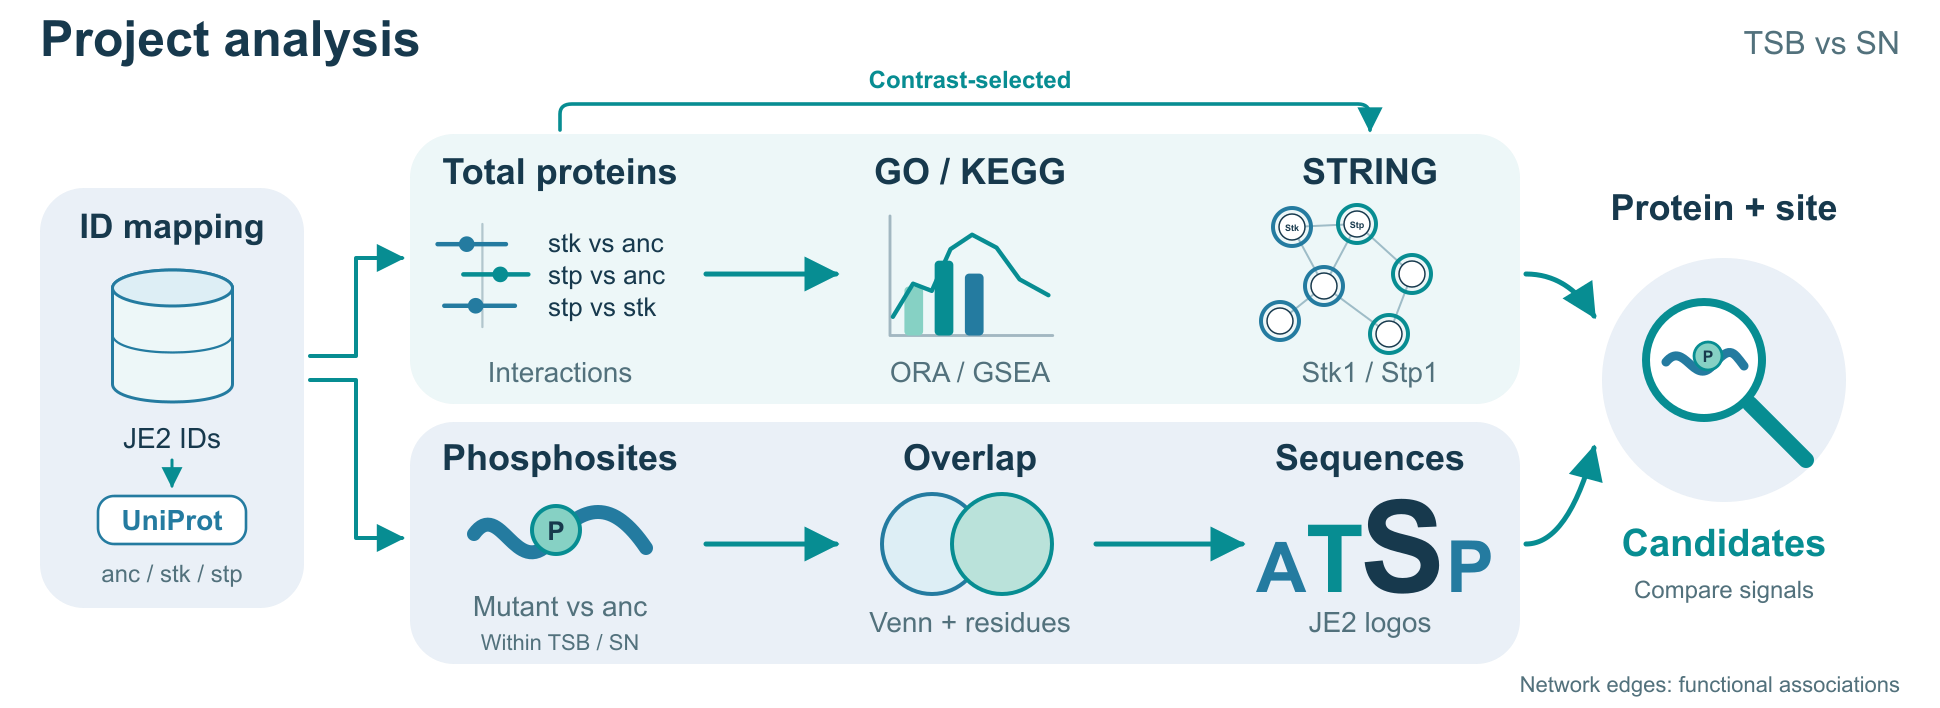 Project analysis
TSB vs SN
Contrast-selected
ID mapping
JE2 IDs
UniProt
anc / stk / stp
Total proteins
stk vs anc
stp vs anc
stp vs stk
Interactions
GO / KEGG
ORA / GSEA
STRING
Stk
Stp
Stk1 / Stp1
Phosphosites
P
Mutant vs anc
Within TSB / SN
Overlap
Venn + residues
Sequences
ATSP
JE2 logos
Protein + site
P
Candidates
Compare signals
Network edges: functional associations